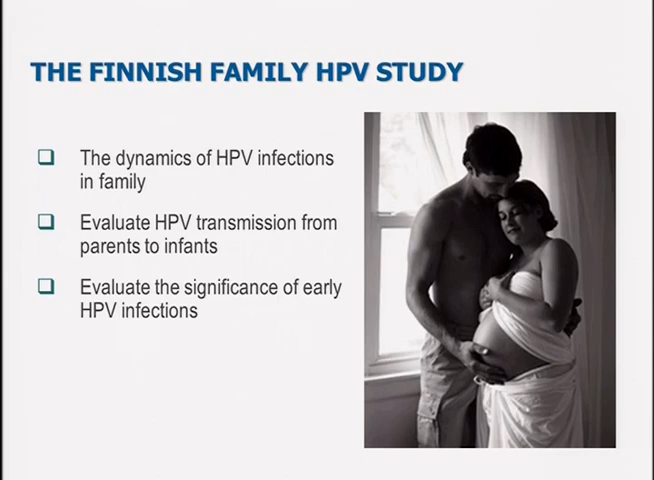 THE FINNISH FAMILY HPV STUDY
The dynamics of HPV infections
in family
Evaluate HPV transmission from
parents to infants
Evaluate the significance of early
HPV infections